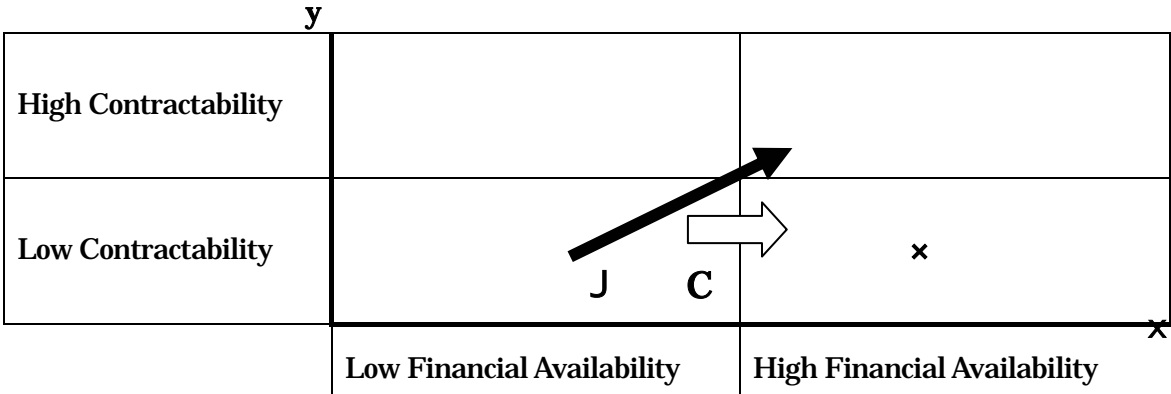 y
High Contractability
Low Contractability
×
J
C
x
Low Financial Availability
High Financial Availability